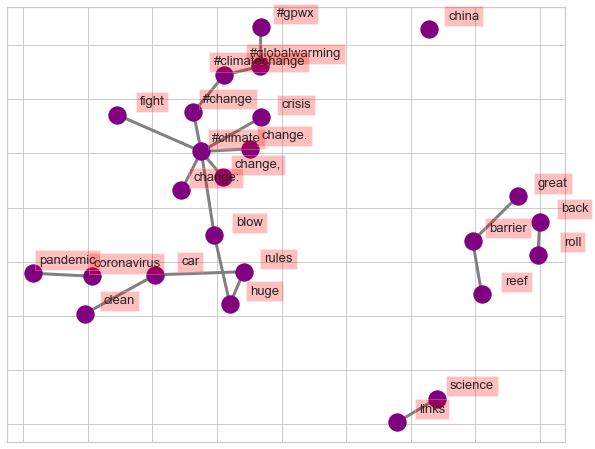 #gpwx
china
#globalwarming
#climatechange
fight
#change
crisis
#climate
change.
change,
change:
great
back
blow
barrier
roll
pandemic
coronavirus
car
rules
reef
huge
clean
science
links